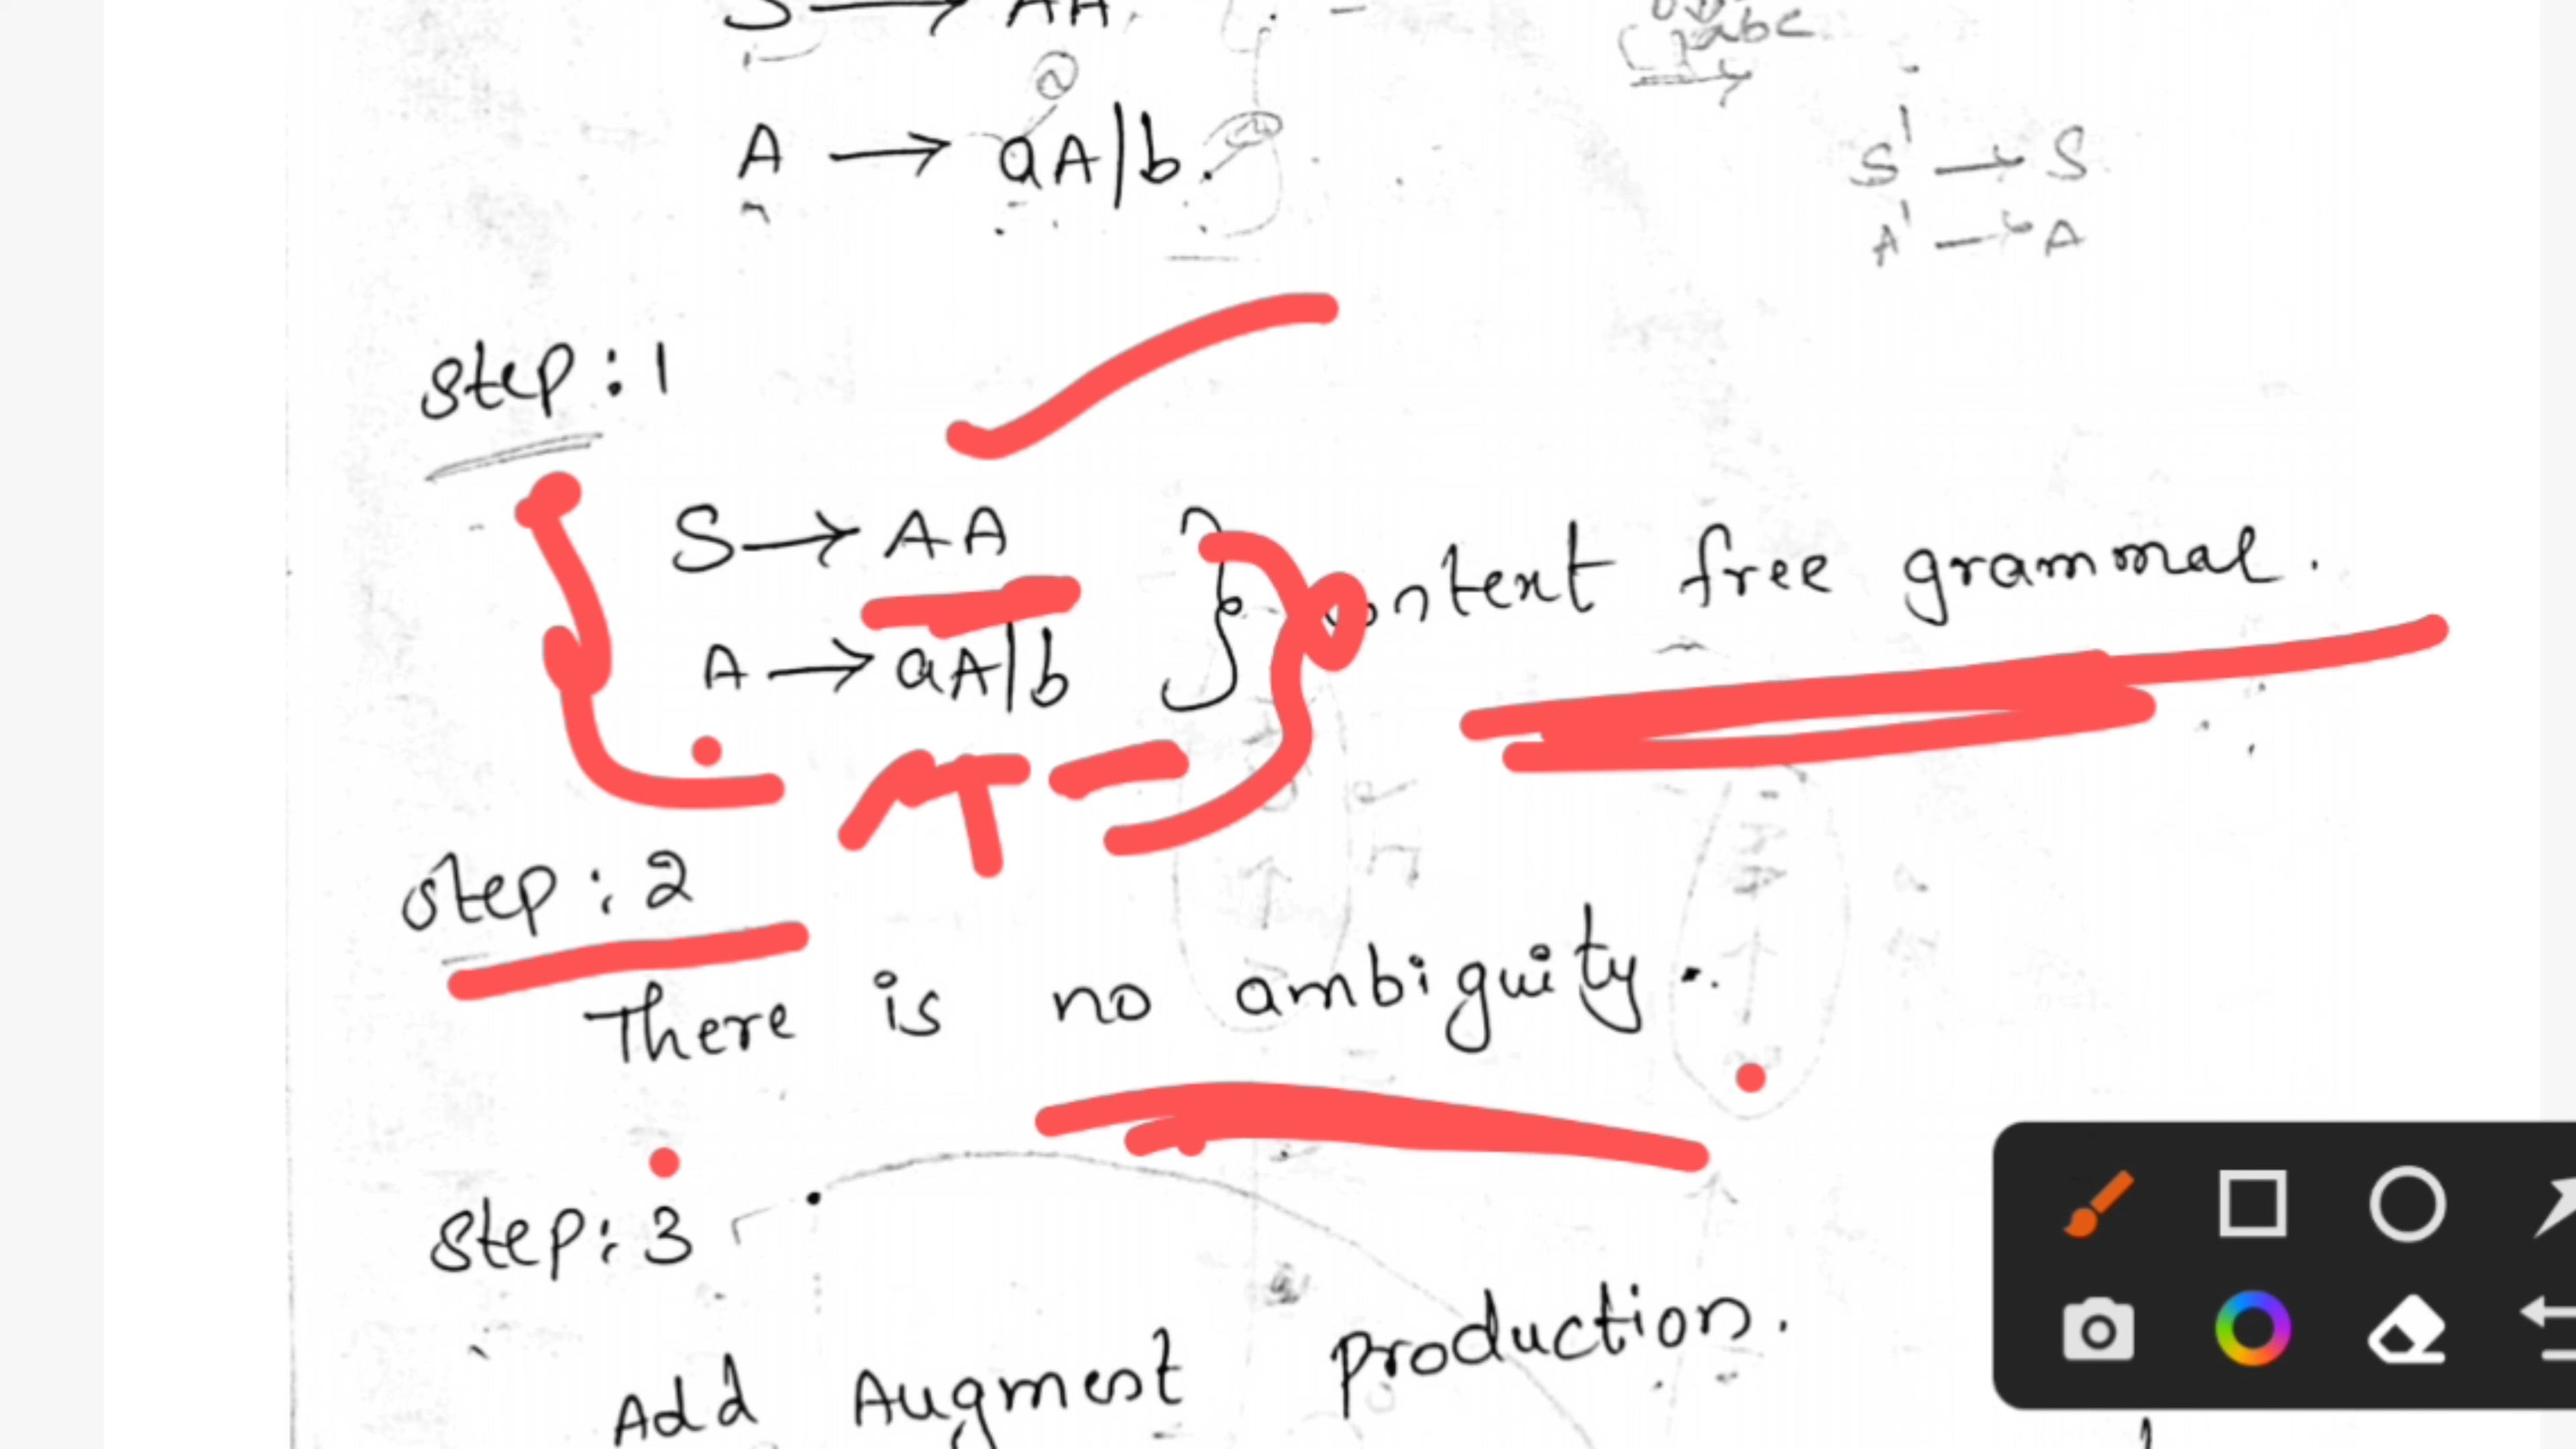 S → AA
abc
A → aA|b.
S' → S
A' → A
step : 1
S → AA
A → aA|b
context free grammar.
step : 2
There is no ambiguity.
step : 3
Add Augment production.